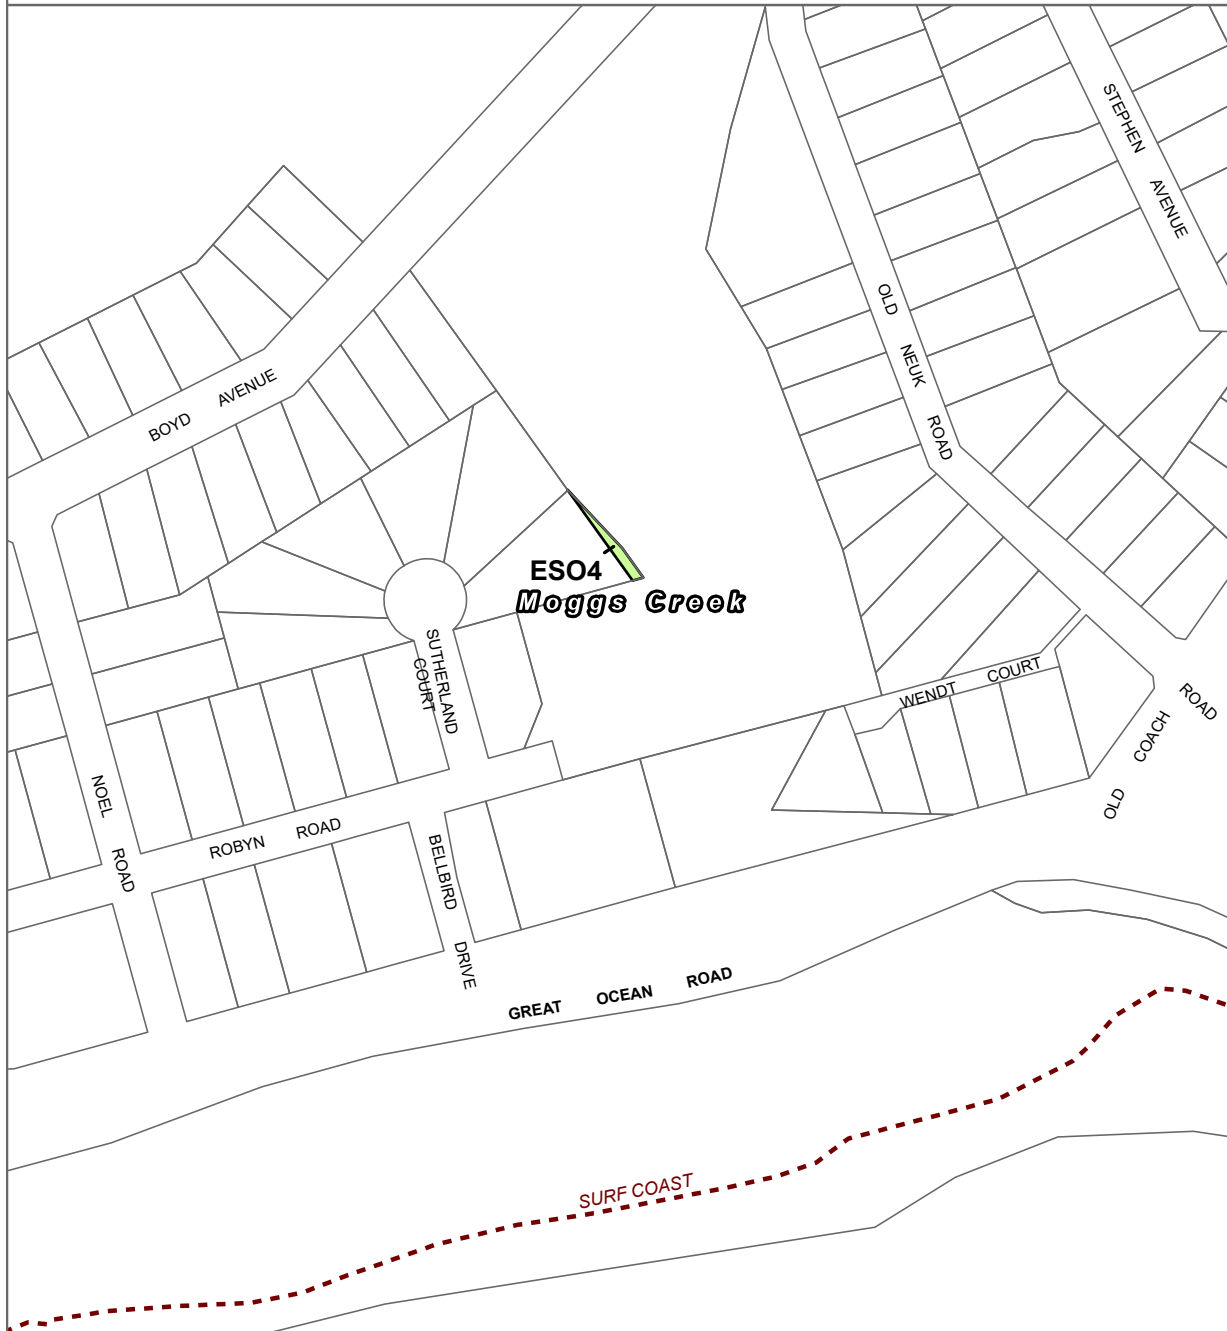 STEPHEN AVENUE
OLD NEUK ROAD
BOYD AVENUE
ESO4
Moggs Creek
SUTHERLAND
COURT
WENDT COURT
OLD COACH ROAD
NOEL ROAD
ROBYN ROAD
BELLBIRD DRIVE
GREAT OCEAN ROAD
SURF COAST